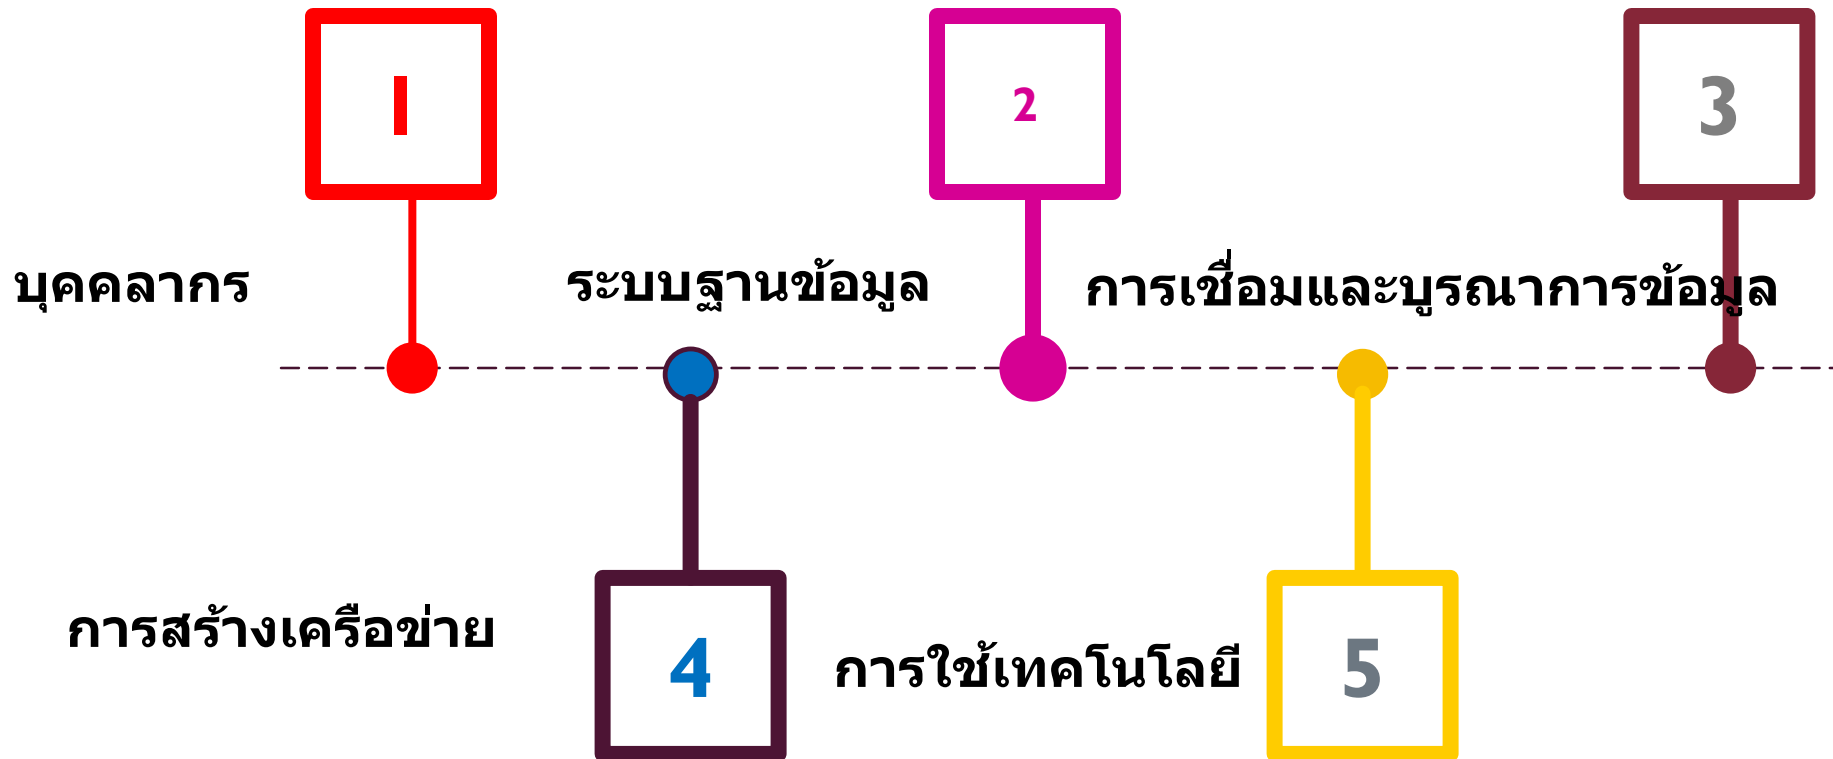 1
2
3
บุคคลากร
ระบบฐานข้อมูล
การเชื่อมและบูรณาการข้อมูล
การสร้างเครือข่าย
4
การใช้เทคโนโลยี
5